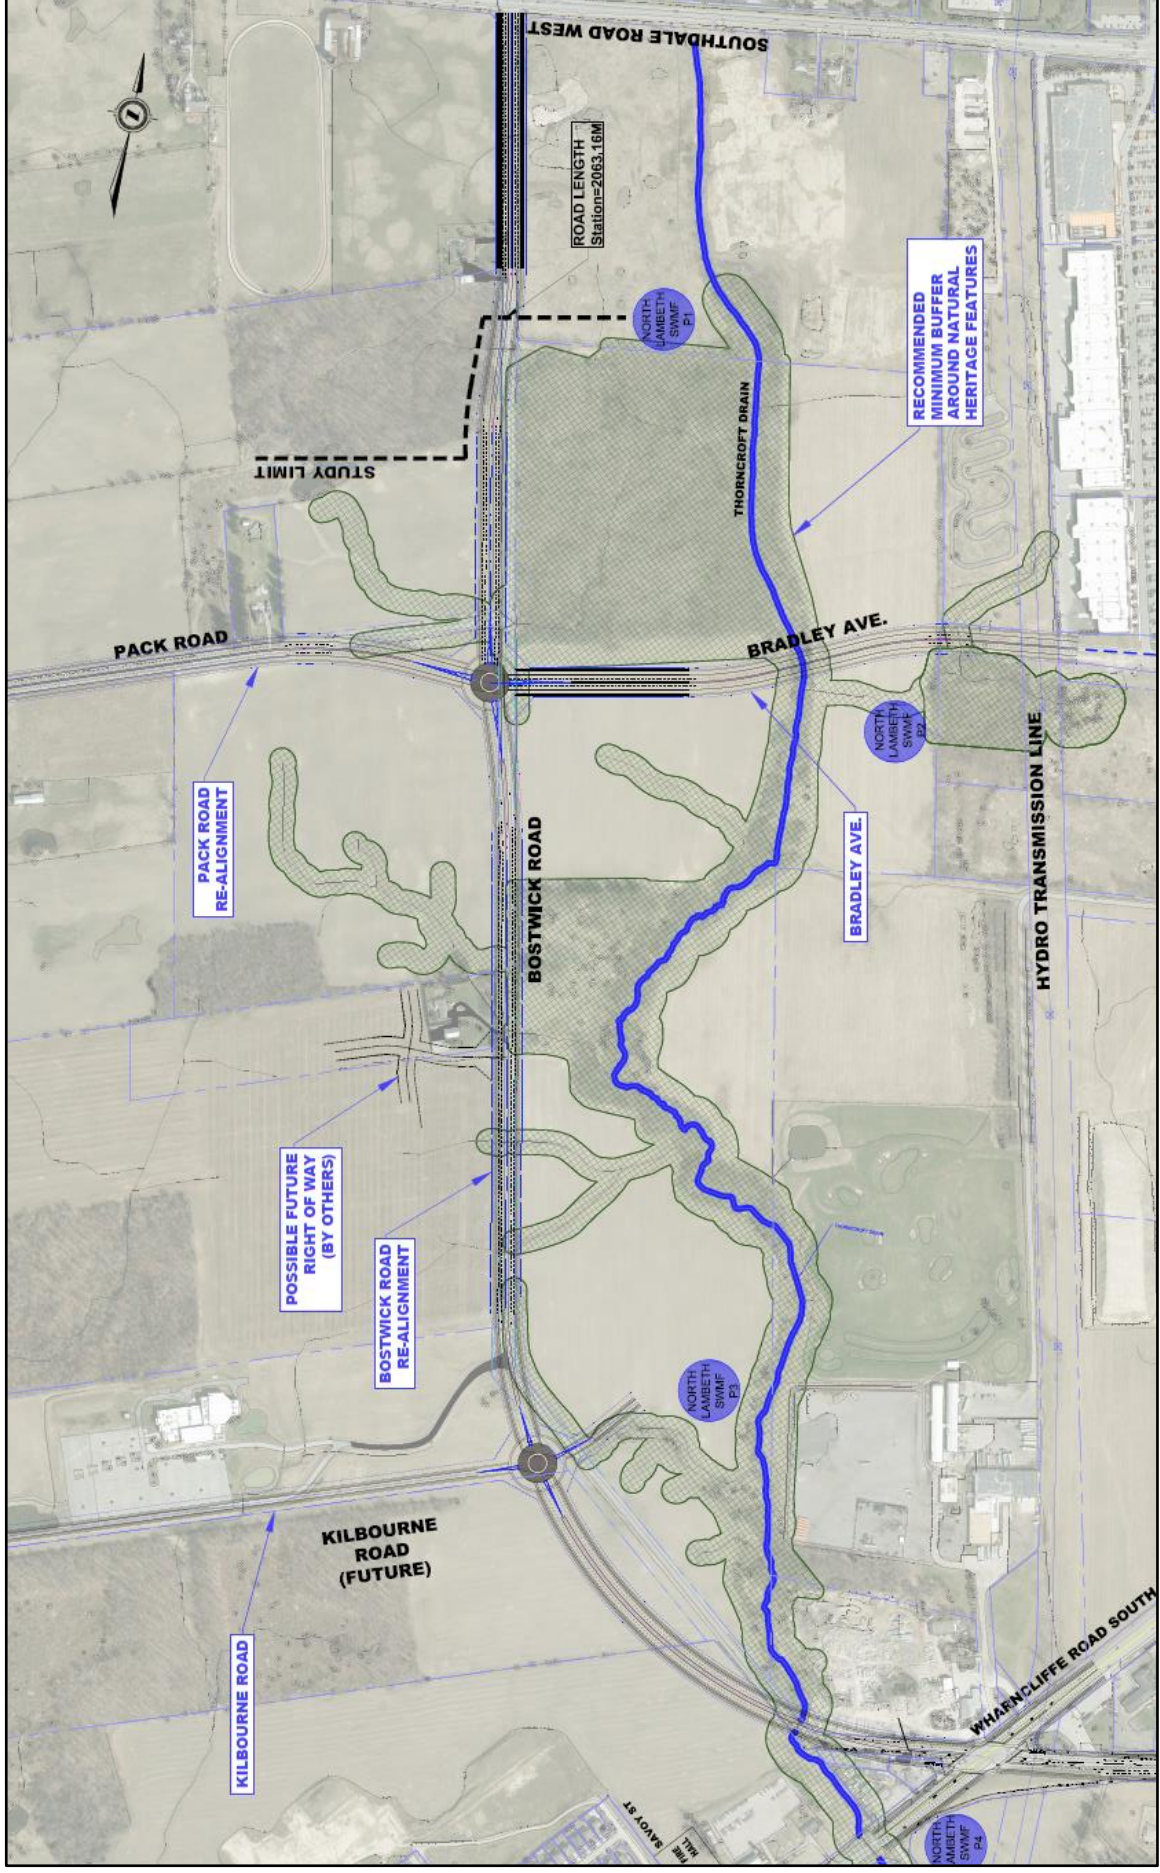 SOUTHDALE ROAD WEST
ROAD LENGTH
Station=2063.16M
NORTH
LAMBETH
SWMF
P1
RECOMMENDED
MINIMUM BUFFER
AROUND NATURAL
HERITAGE FEATURES
STUDY LIMIT
THORNCROFT DRAIN
PACK ROAD
BRADLEY AVE.
NORTH
LAMBETH
SWMF
P2
HYDRO TRANSMISSION LINE
PACK ROAD
RE-ALIGNMENT
BOSTWICK ROAD
BRADLEY AVE.
POSSIBLE FUTURE
RIGHT OF WAY
(BY OTHERS)
BOSTWICK ROAD
RE-ALIGNMENT
NORTH
LAMBETH
SWMF
P3
KILBOURNE
ROAD
(FUTURE)
KILBOURNE ROAD
WHARNCLIFFE ROAD SOUTH
SAVOY ST
FIRE
HALL
NORTH
LAMBETH
SWMF
P4